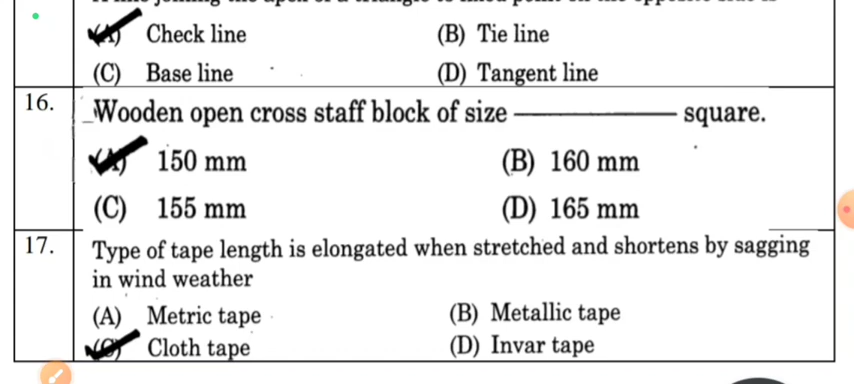 (A) Check line (B) Tie line
(C) Base line (D) Tangent line
16. Wooden open cross staff block of size ———— square.
(A) 150 mm (B) 160 mm
(C) 155 mm (D) 165 mm
17. Type of tape length is elongated when stretched and shortens by sagging
in wind weather
(A) Metric tape (B) Metallic tape
(C) Cloth tape (D) Invar tape